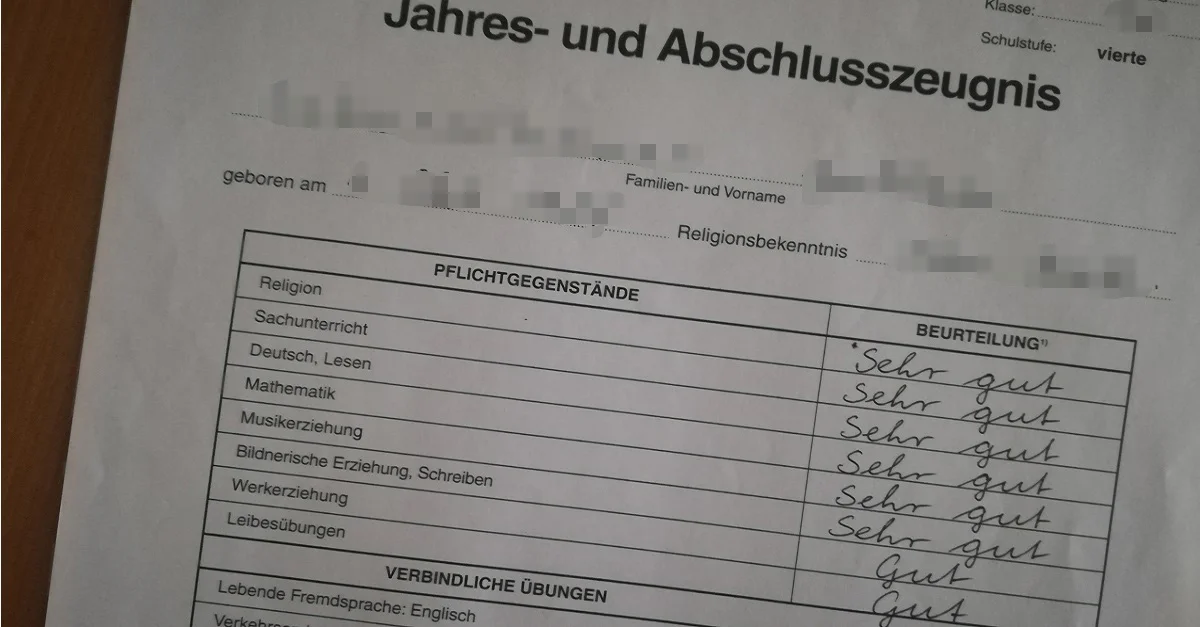 Klasse:
Schulstufe: vierte
Jahres- und Abschlusszeugnis
Familien- und Vorname
geboren am
Religionsbekenntnis
PFLICHTGEGENSTÄNDE BEURTEILUNG¹⁾
Religion Sehr gut
Sachunterricht Sehr gut
Deutsch, Lesen Sehr gut
Mathematik Sehr gut
Musikerziehung Sehr gut
Bildnerische Erziehung, Schreiben Sehr gut
Werkerziehung Gut
Leibesübungen Gut
VERBINDLICHE ÜBUNGEN
Lebende Fremdsprache: Englisch